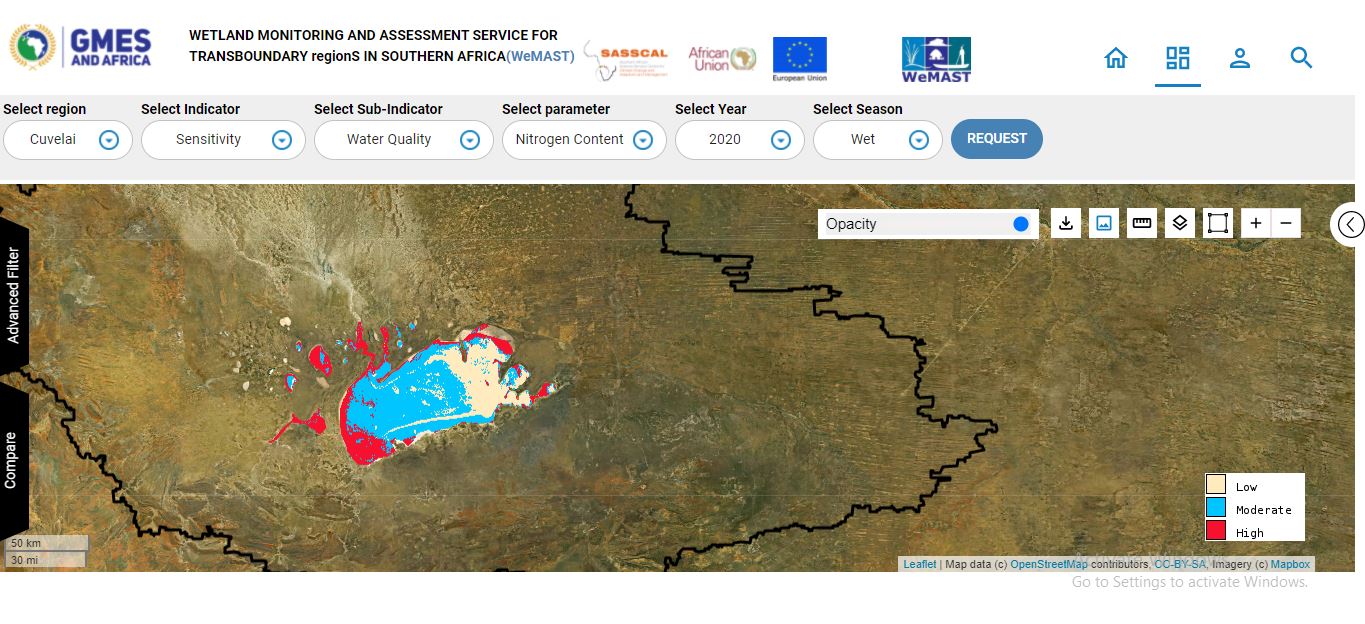 GMES
AND AFRICA
WETLAND MONITORING AND ASSESSMENT SERVICE FOR
TRANSBOUNDARY regionS IN SOUTHERN AFRICA(WeMAST)
SASSCAL
African
Union
European Union
WeMAST
Select region
Select Indicator
Select Sub-Indicator
Select parameter
Select Year
Select Season
Cuvelai
Sensitivity
Water Quality
Nitrogen Content
2020
Wet
REQUEST
Opacity
+
−
Advanced Filter
Compare
Low
Moderate
High
50 km
30 mi
Leaflet | Map data (c) OpenStreetMap contributors, CC-BY-SA, Imagery (c) Mapbox
Activate Windows
Go to Settings to activate Windows.